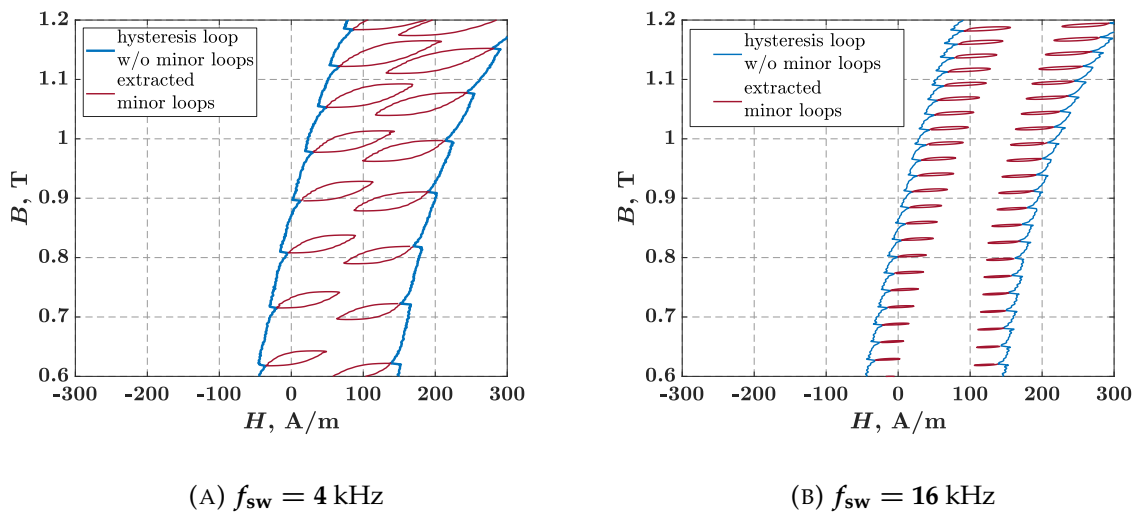 1.2
1.1
1
0.9
0.8
0.7
0.6
B, T
-300 -200 -100 0 100 200 300
H, A/m
hysteresis loop
w/o minor loops
extracted
minor loops
(A) fsw = 4 kHz
1.2
1.1
1
0.9
0.8
0.7
0.6
B, T
-300 -200 -100 0 100 200 300
H, A/m
hysteresis loop
w/o minor loops
extracted
minor loops
(B) fsw = 16 kHz